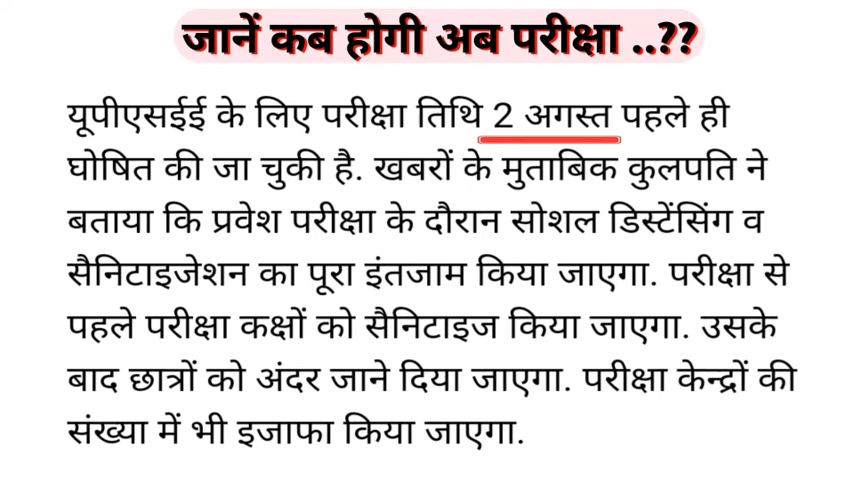 जानें कब होगी अब परीक्षा ..??
यूपीएसईई के लिए परीक्षा तिथि 2 अगस्त पहले ही
घोषित की जा चुकी है. खबरों के मुताबिक कुलपति ने
बताया कि प्रवेश परीक्षा के दौरान सोशल डिस्टेंसिंग व
सैनिटाइजेशन का पूरा इंतजाम किया जाएगा. परीक्षा से
पहले परीक्षा कक्षों को सैनिटाइज किया जाएगा. उसके
बाद छात्रों को अंदर जाने दिया जाएगा. परीक्षा केन्द्रों की
संख्या में भी इजाफा किया जाएगा.